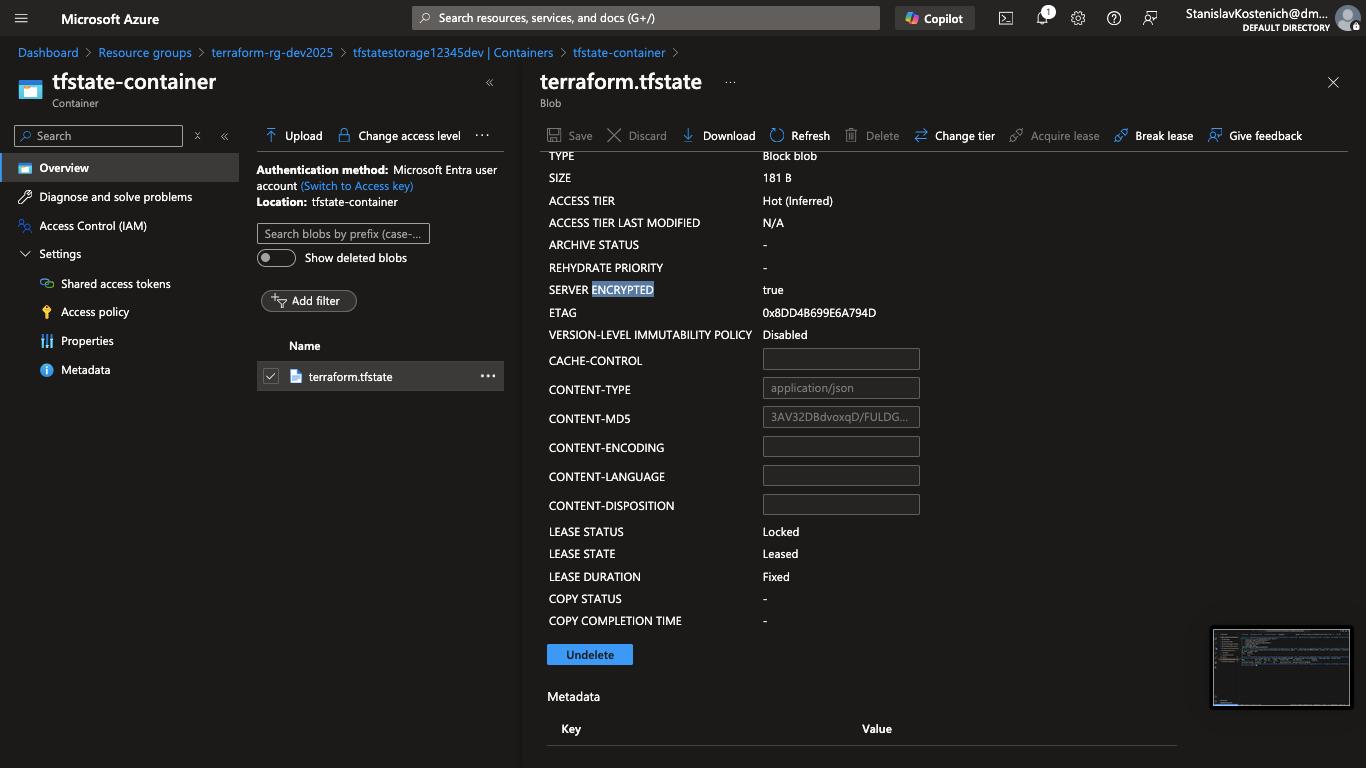 Microsoft Azure
Search resources, services, and docs (G+/)
Copilot
1
StanislavKostenich@dm...
DEFAULT DIRECTORY
Dashboard > Resource groups > terraform-rg-dev2025 > tfstatestorage12345dev | Containers > tfstate-container >
tfstate-container
Container
Search
Overview
Diagnose and solve problems
Access Control (IAM)
Settings
Shared access tokens
Access policy
Properties
Metadata
Upload
Change access level
...
Authentication method: Microsoft Entra user
account (Switch to Access key)
Location: tfstate-container
Search blobs by prefix (case-...
Show deleted blobs
Add filter
Name
terraform.tfstate
...
terraform.tfstate
...
Blob
Save
Discard
Download
Refresh
Delete
Change tier
Acquire lease
Break lease
Give feedback
TYPE Block blob
SIZE 181 B
ACCESS TIER Hot (Inferred)
ACCESS TIER LAST MODIFIED N/A
ARCHIVE STATUS -
REHYDRATE PRIORITY -
SERVER ENCRYPTED true
ETAG 0x8DD4B699E6A794D
VERSION-LEVEL IMMUTABILITY POLICY Disabled
CACHE-CONTROL
CONTENT-TYPE application/json
CONTENT-MD5 3AV32DBdvoxqD/FULDG...
CONTENT-ENCODING
CONTENT-LANGUAGE
CONTENT-DISPOSITION
LEASE STATUS Locked
LEASE STATE Leased
LEASE DURATION Fixed
COPY STATUS -
COPY COMPLETION TIME -
Undelete
Metadata
Key Value